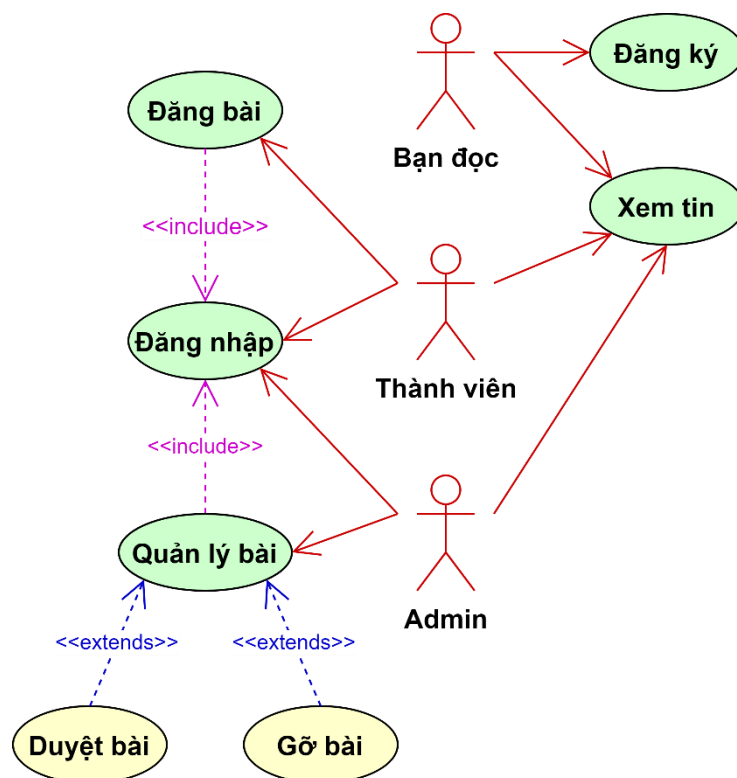 Đăng ký
Đăng bài
Bạn đọc
Xem tin
<<include>>
Đăng nhập
Thành viên
<<include>>
Quản lý bài
Admin
<<extends>>
<<extends>>
Duyệt bài
Gỡ bài